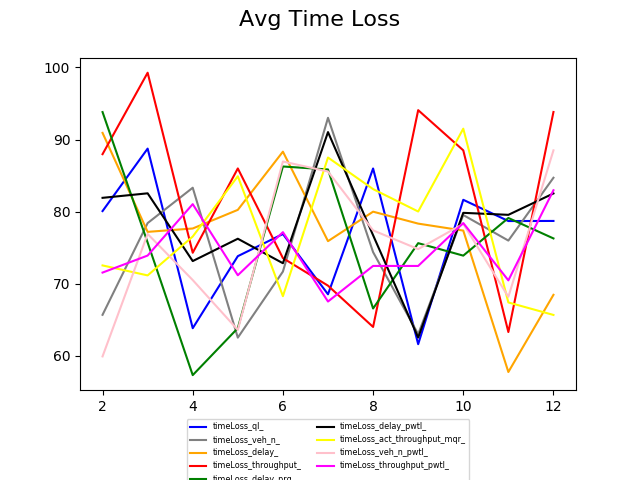 Avg Time Loss
100
90
80
70
60
2 4 6 8 10 12
timeLoss_ql_
timeLoss_veh_n_
timeLoss_delay_
timeLoss_throughput_
timeLoss_delay_pwtl_
timeLoss_act_throughput_mqr_
timeLoss_veh_n_pwtl_
timeLoss_throughput_pwtl_